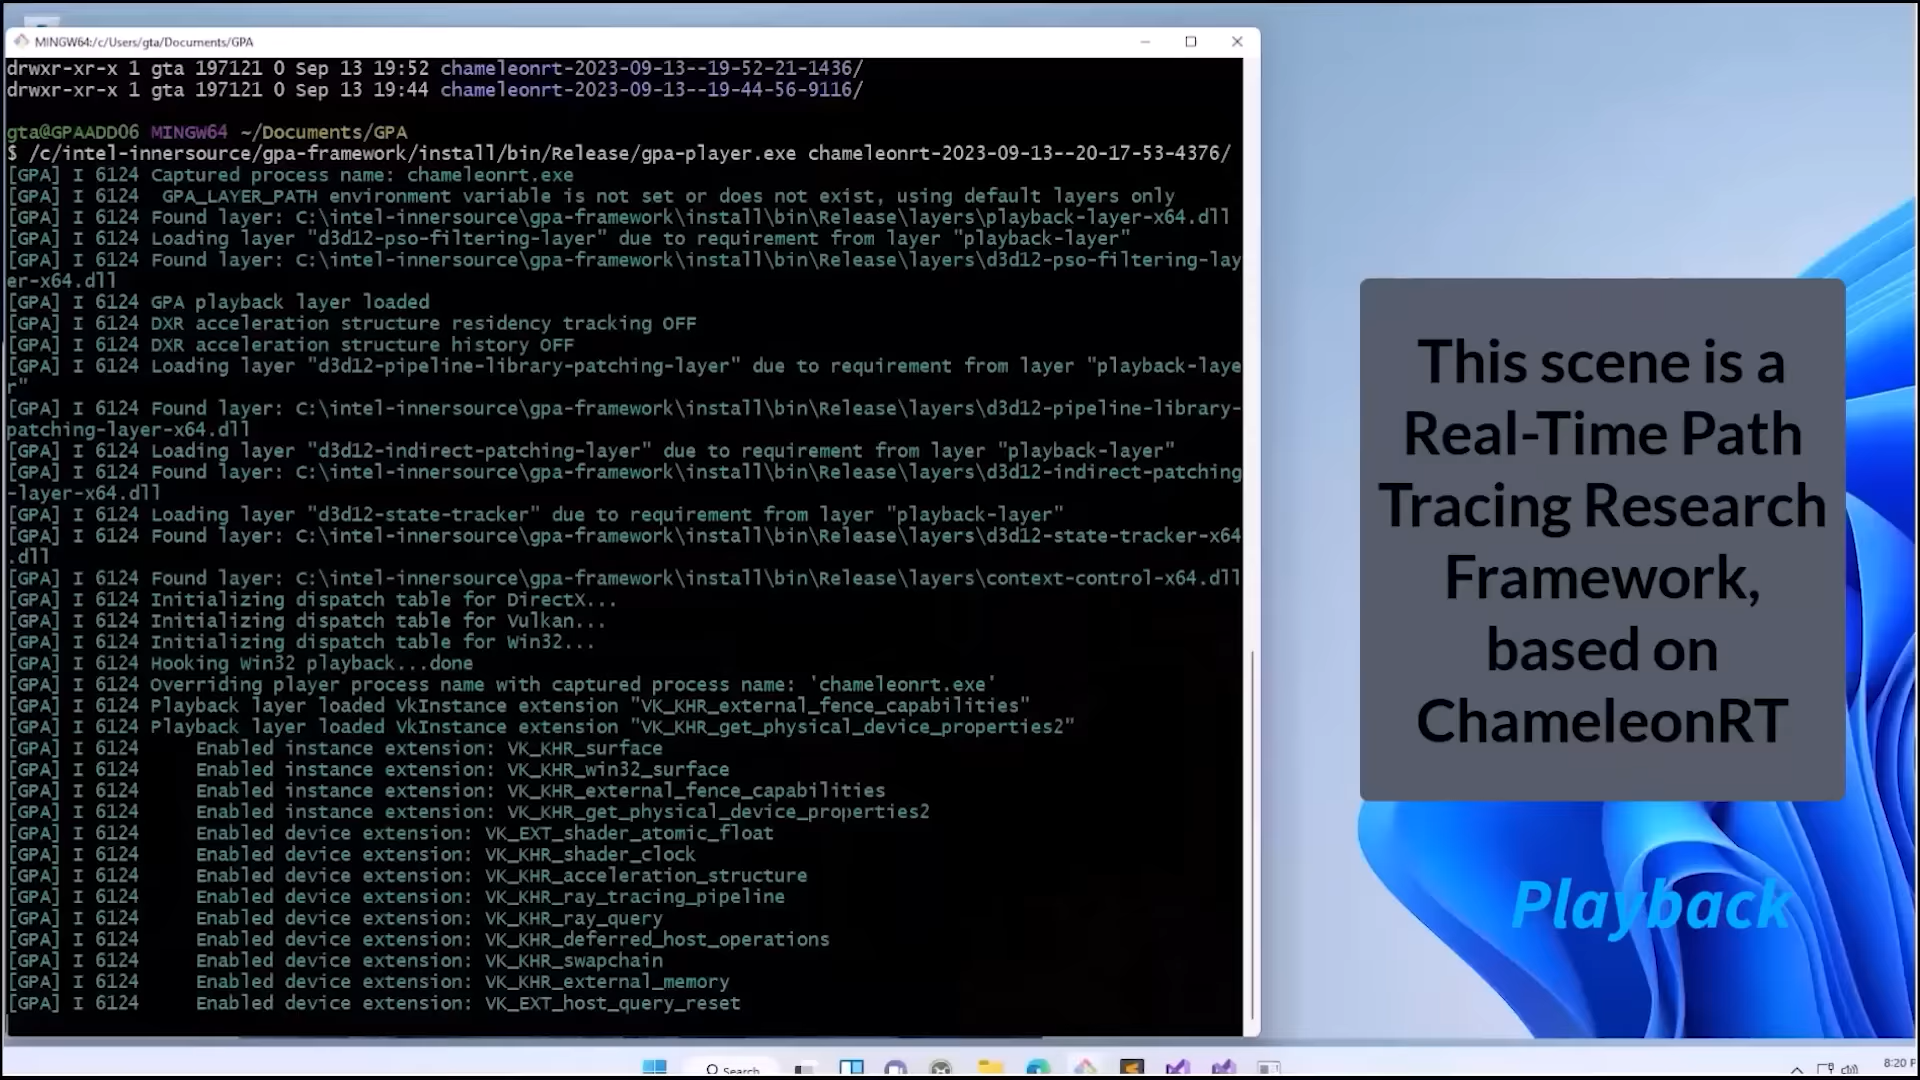 MINGW64:/c/Users/gta/Documents/GPA
drwxr-xr-x 1 gta 197121 0 Sep 13 19:52 chameleonrt-2023-09-13--19-52-21-1436/
drwxr-xr-x 1 gta 197121 0 Sep 13 19:44 chameleonrt-2023-09-13--19-44-56-9116/
gta@GPAADD06 MINGW64 ~/Documents/GPA
$ /c/intel-innersource/gpa-framework/install/bin/Release/gpa-player.exe chameleonrt-2023-09-13--20-17-53-4376/
[GPA] I 6124 Captured process name: chameleonrt.exe
[GPA] I 6124  GPA_LAYER_PATH environment variable is not set or does not exist, using default layers only
[GPA] I 6124 Found layer: C:\intel-innersource\gpa-framework\install\bin\Release\layers\playback-layer-x64.dll
[GPA] I 6124 Loading layer "d3d12-pso-filtering-layer" due to requirement from layer "playback-layer"
[GPA] I 6124 Found layer: C:\intel-innersource\gpa-framework\install\bin\Release\layers\d3d12-pso-filtering-lay
er-x64.dll
[GPA] I 6124 GPA playback layer loaded
[GPA] I 6124 DXR acceleration structure residency tracking OFF
[GPA] I 6124 DXR acceleration structure history OFF
[GPA] I 6124 Loading layer "d3d12-pipeline-library-patching-layer" due to requirement from layer "playback-laye
r"
[GPA] I 6124 Found layer: C:\intel-innersource\gpa-framework\install\bin\Release\layers\d3d12-pipeline-library-
patching-layer-x64.dll
[GPA] I 6124 Loading layer "d3d12-indirect-patching-layer" due to requirement from layer "playback-layer"
[GPA] I 6124 Found layer: C:\intel-innersource\gpa-framework\install\bin\Release\layers\d3d12-indirect-patching
-layer-x64.dll
[GPA] I 6124 Loading layer "d3d12-state-tracker" due to requirement from layer "playback-layer"
[GPA] I 6124 Found layer: C:\intel-innersource\gpa-framework\install\bin\Release\layers\d3d12-state-tracker-x64
.dll
[GPA] I 6124 Found layer: C:\intel-innersource\gpa-framework\install\bin\Release\layers\context-control-x64.dll
[GPA] I 6124 Initializing dispatch table for DirectX...
[GPA] I 6124 Initializing dispatch table for Vulkan...
[GPA] I 6124 Initializing dispatch table for Win32...
[GPA] I 6124 Hooking Win32 playback...done
[GPA] I 6124 Overriding player process name with captured process name: 'chameleonrt.exe'
[GPA] I 6124 Playback layer loaded VkInstance extension "VK_KHR_external_fence_capabilities"
[GPA] I 6124 Playback layer loaded VkInstance extension "VK_KHR_get_physical_device_properties2"
[GPA] I 6124     Enabled instance extension: VK_KHR_surface
[GPA] I 6124     Enabled instance extension: VK_KHR_win32_surface
[GPA] I 6124     Enabled instance extension: VK_KHR_external_fence_capabilities
[GPA] I 6124     Enabled instance extension: VK_KHR_get_physical_device_properties2
[GPA] I 6124     Enabled device extension: VK_EXT_shader_atomic_float
[GPA] I 6124     Enabled device extension: VK_KHR_shader_clock
[GPA] I 6124     Enabled device extension: VK_KHR_acceleration_structure
[GPA] I 6124     Enabled device extension: VK_KHR_ray_tracing_pipeline
[GPA] I 6124     Enabled device extension: VK_KHR_ray_query
[GPA] I 6124     Enabled device extension: VK_KHR_deferred_host_operations
[GPA] I 6124     Enabled device extension: VK_KHR_swapchain
[GPA] I 6124     Enabled device extension: VK_KHR_external_memory
[GPA] I 6124     Enabled device extension: VK_EXT_host_query_reset
This scene is a
Real-Time Path
Tracing Research
Framework,
based on
ChameleonRT
Playback
Search
8:20 P